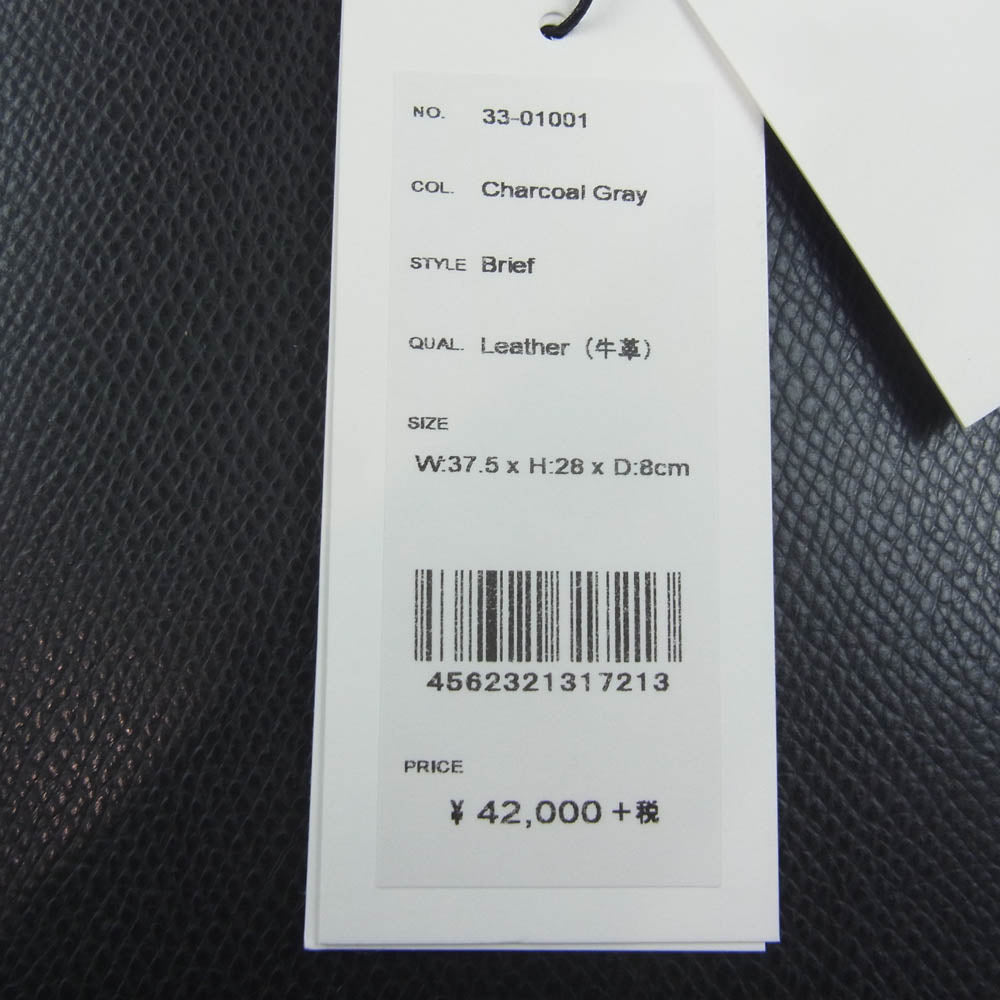 NO. 33-01001
COL. Charcoal Gray
STYLE Brief
QUAL. Leather (牛革)
SIZE
W:37.5 x H:28 x D:8cm
4562321317213
PRICE
¥ 42,000+税